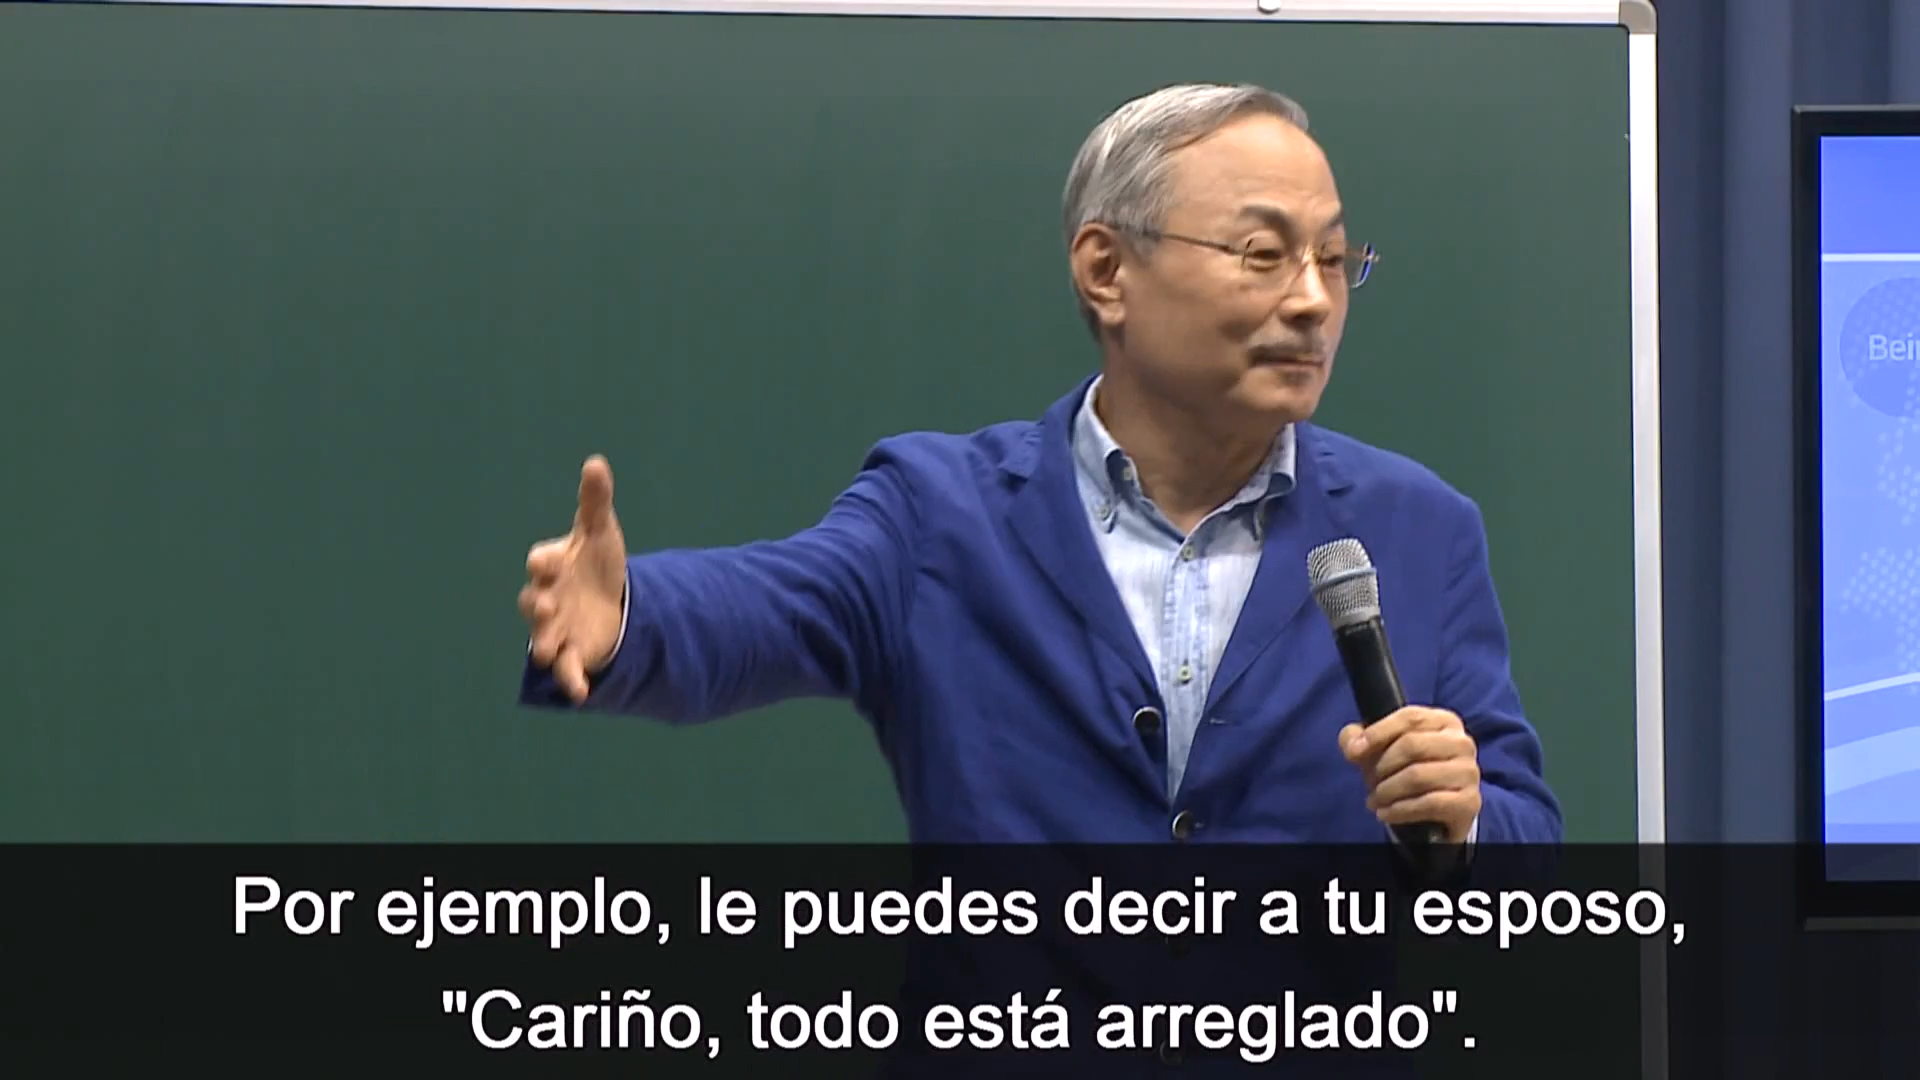 Por ejemplo, le puedes decir a tu esposo,
"Cariño, todo está arreglado".